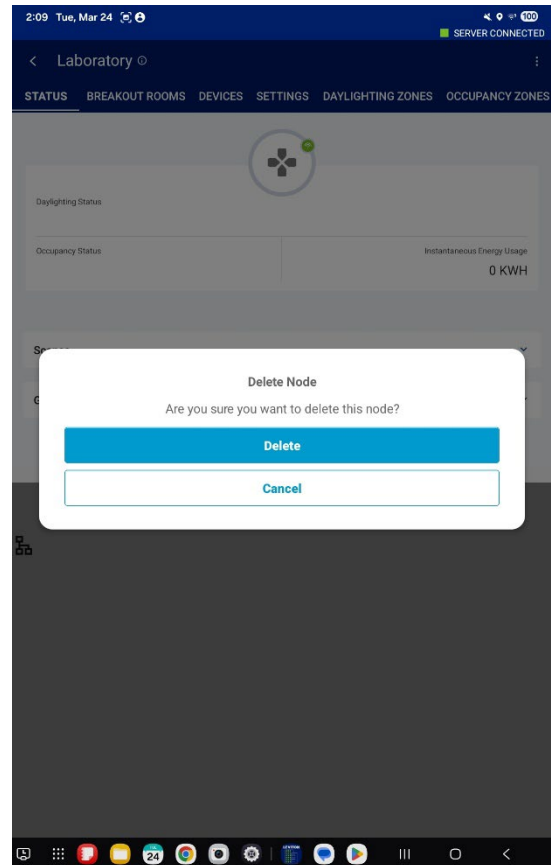 2:09 Tue, Mar 24
100
SERVER CONNECTED
Laboratory
STATUS BREAKOUT ROOMS DEVICES SETTINGS DAYLIGHTING ZONES OCCUPANCY ZONES
Daylighting Status
Occupancy Status
Instantaneous Energy Usage
0 KWH
Delete Node
Are you sure you want to delete this node?
Delete
Cancel
24
LEVITON